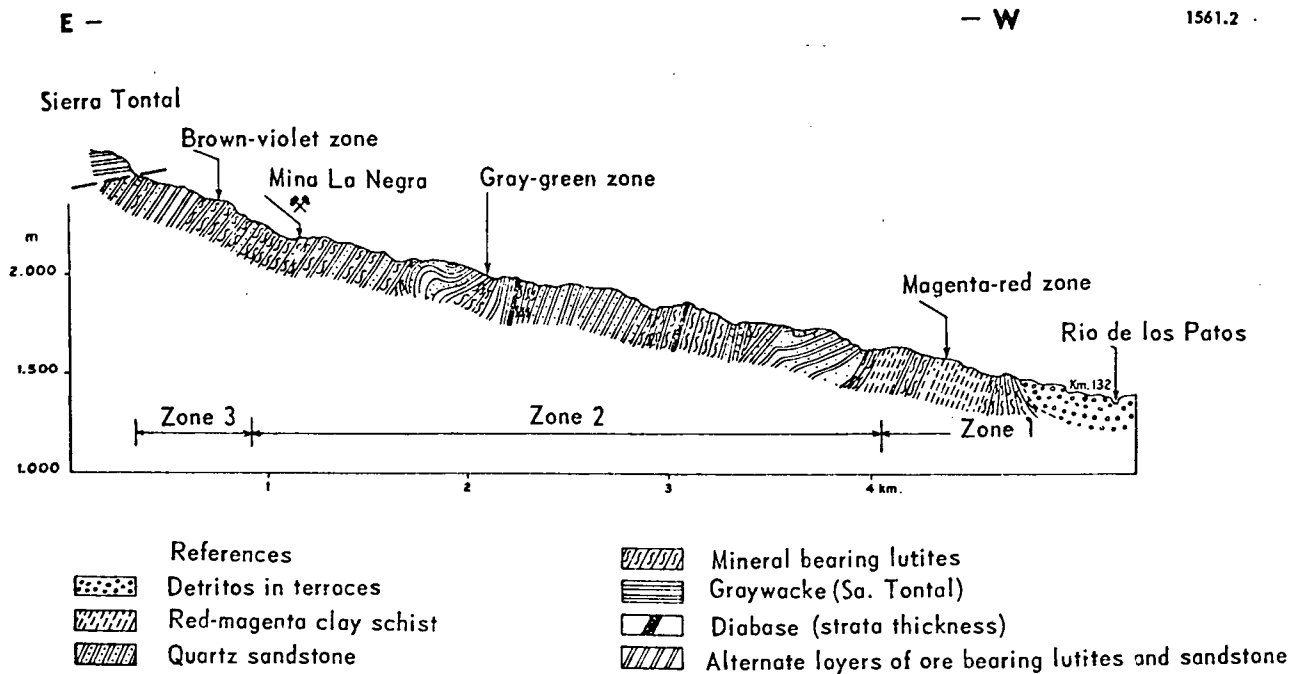 E –
– W
1561.2
Sierra Tontal
Brown-violet zone
Mina La Negra
Gray-green zone
Magenta-red zone
Rio de los Patos
m
2.000
1.500
1.000
Km. 132
Zone 3
Zone 2
Zone 1
1
2
3
4 km.
References
Detritos in terraces
Red-magenta clay schist
Quartz sandstone
Mineral bearing lutites
Graywacke (Sa. Tontal)
Diabase (strata thickness)
Alternate layers of ore bearing lutites and sandstone